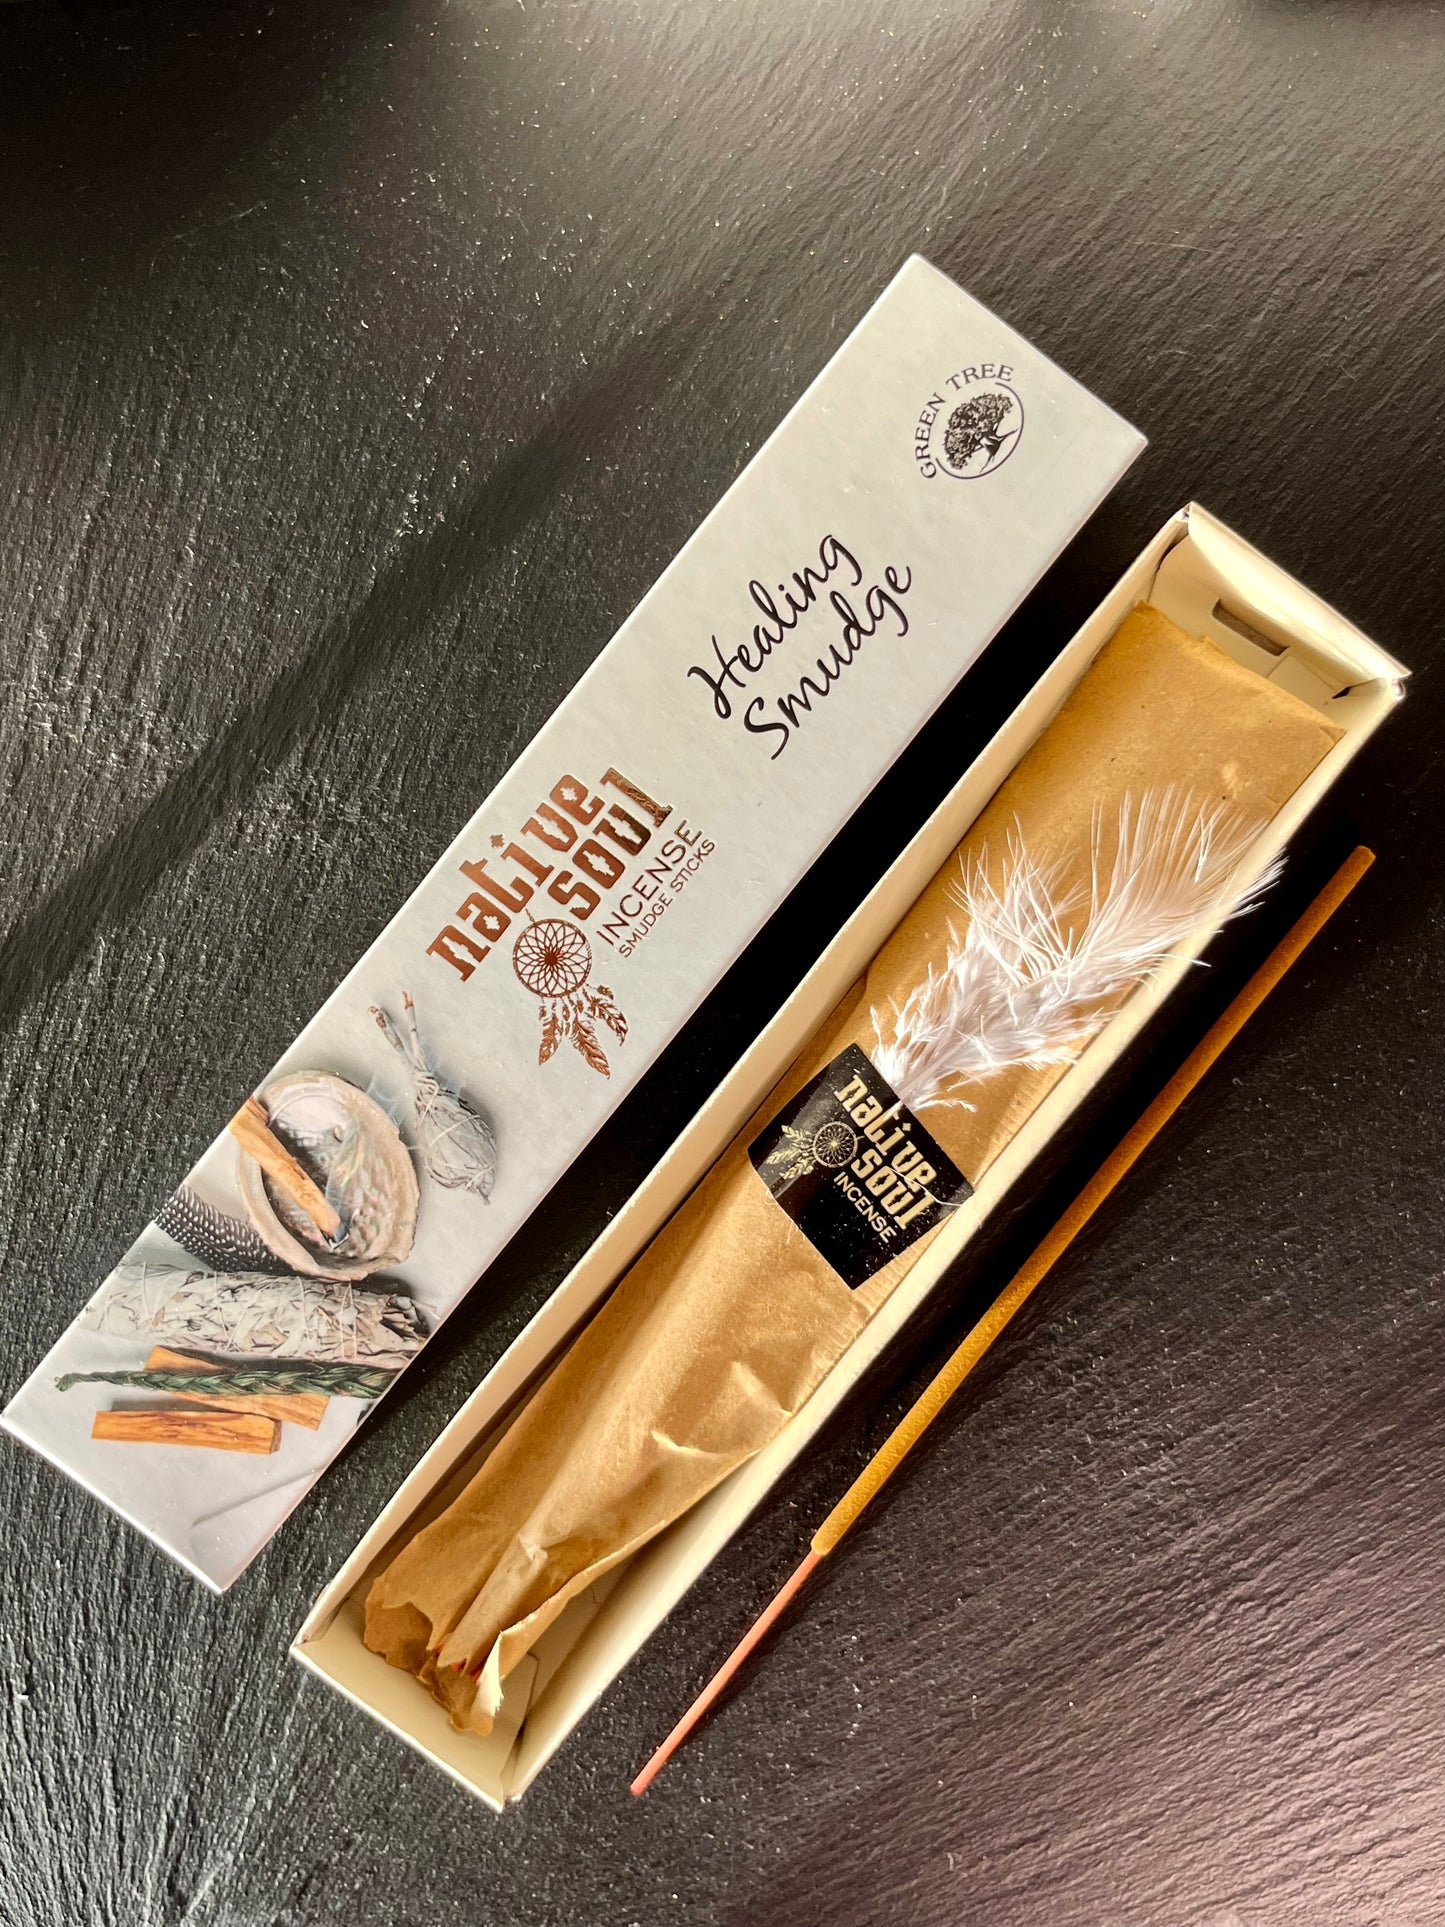 GREEN TREE
Healing
Smudge
native
soul
INCENSE
SMUDGE STICKS
native
soul
INCENSE